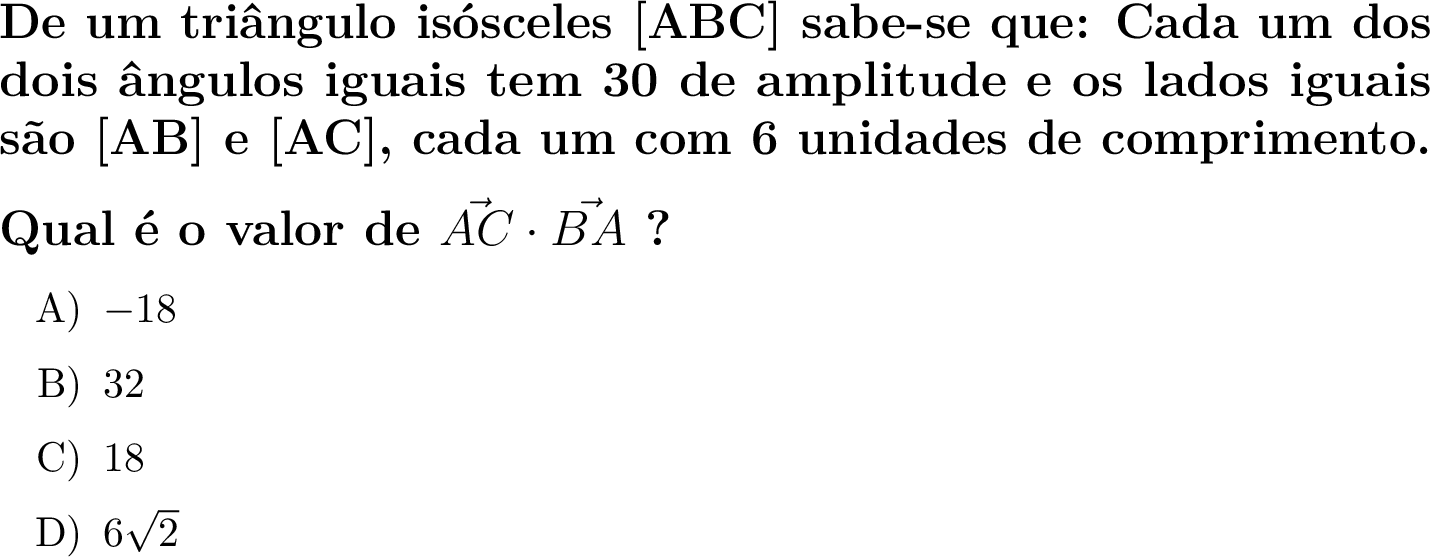 De um triângulo isósceles [ABC] sabe-se que: Cada um dos
dois ângulos iguais tem 30 de amplitude e os lados iguais
são [AB] e [AC], cada um com 6 unidades de comprimento.
Qual é o valor de $\vec{AC} \cdot \vec{BA}$ ?
A) −18
B) 32
C) 18
D) 6√2